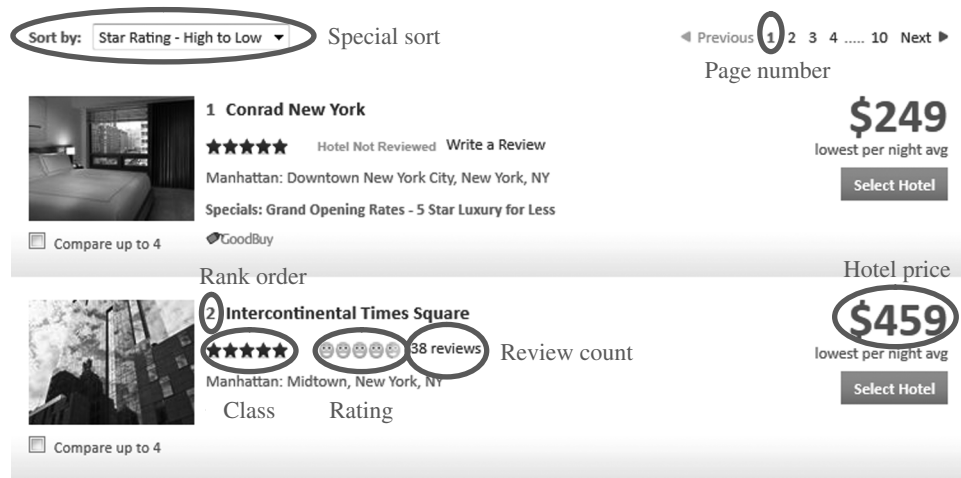 Sort by: Star Rating - High to Low Special sort
Previous 1 2 3 4 ..... 10 Next
Page number
1 Conrad New York
$249
Hotel Not Reviewed Write a Review
lowest per night avg
Manhattan: Downtown New York City, New York, NY
Select Hotel
Specials: Grand Opening Rates - 5 Star Luxury for Less
Compare up to 4
GoodBuy
Rank order
Hotel price
2 Intercontinental Times Square
$459
38 reviews
Review count
lowest per night avg
Manhattan: Midtown, New York, NY
Select Hotel
Class
Rating
Compare up to 4